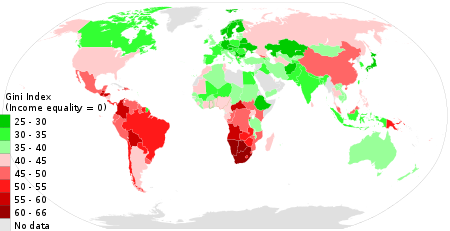 Gini Index
(Income equality = 0)
25 - 30
30 - 35
35 - 40
40 - 45
45 - 50
50 - 55
55 - 60
60 - 66
No data